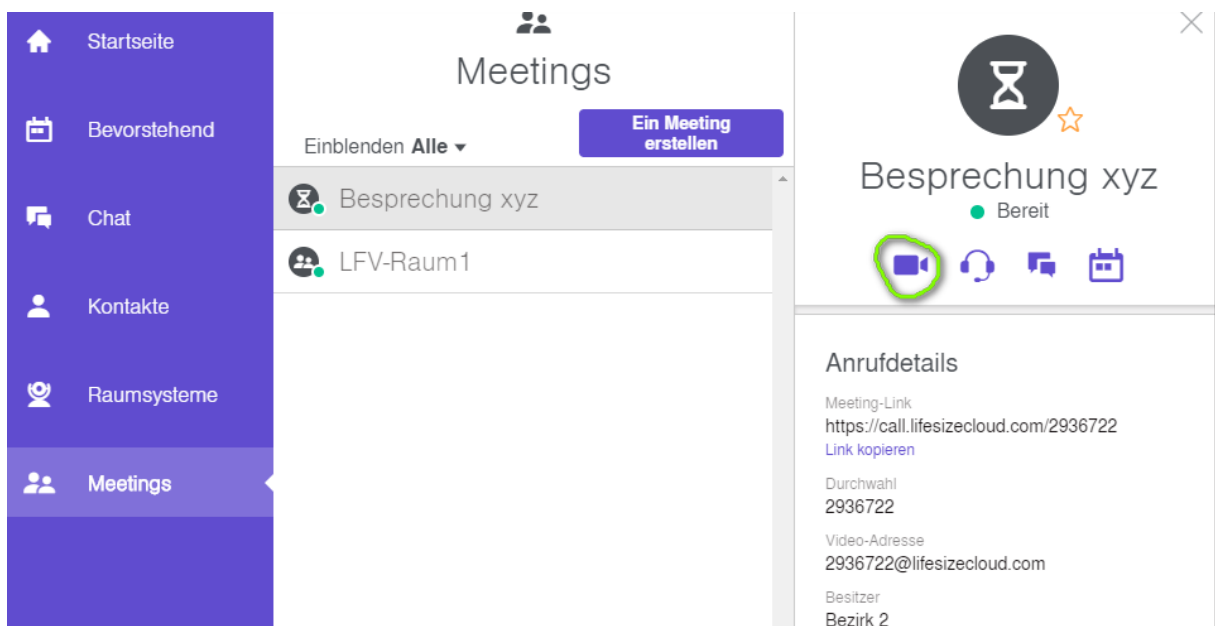 Startseite
Bevorstehend
Chat
Kontakte
Raumsysteme
Meetings
Meetings
Einblenden Alle
Ein Meeting
erstellen
Besprechung xyz
LFV-Raum1
Besprechung xyz
Bereit
Anrufdetails
Meeting-Link
https://call.lifesizecloud.com/2936722
Link kopieren
Durchwahl
2936722
Video-Adresse
2936722@lifesizecloud.com
Besitzer
Bezirk 2